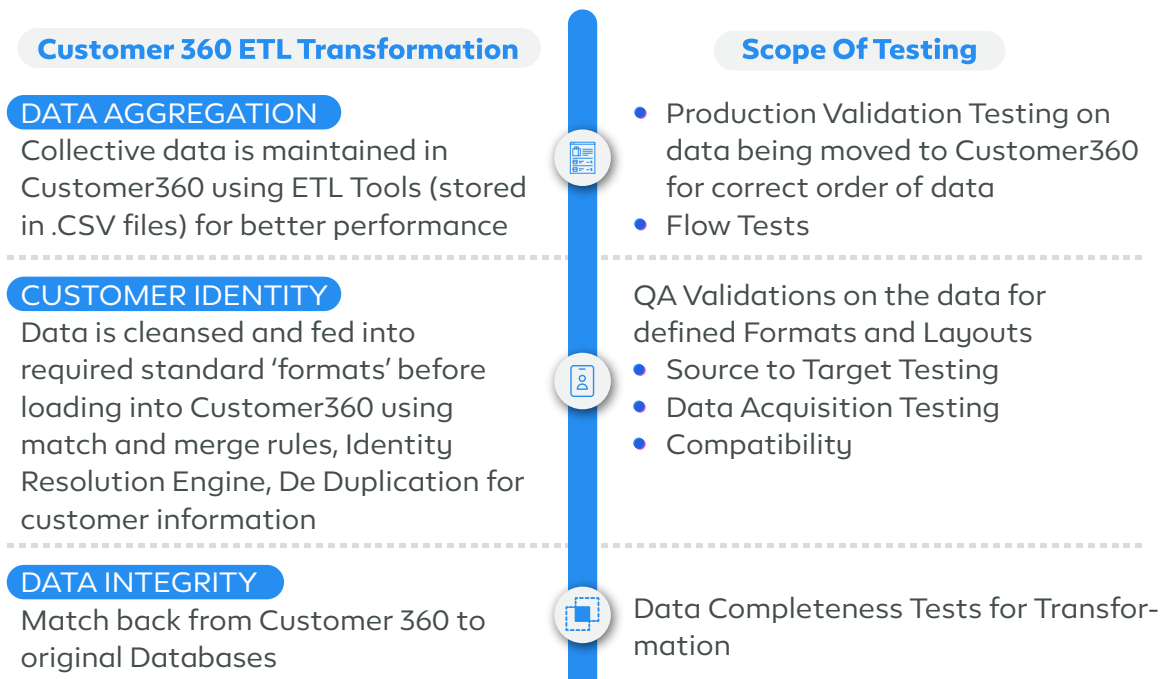 Customer 360 ETL Transformation
Scope Of Testing
DATA AGGREGATION
Collective data is maintained in
Customer360 using ETL Tools (stored
in .CSV files) for better performance
Production Validation Testing on
data being moved to Customer360
for correct order of data
Flow Tests
CUSTOMER IDENTITY
Data is cleansed and fed into
required standard ‘formats’ before
loading into Customer360 using
match and merge rules, Identity
Resolution Engine, De Duplication for
customer information
QA Validations on the data for
defined Formats and Layouts
Source to Target Testing
Data Acquisition Testing
Compatibility
DATA INTEGRITY
Match back from Customer 360 to
original Databases
Data Completeness Tests for Transfor-
mation